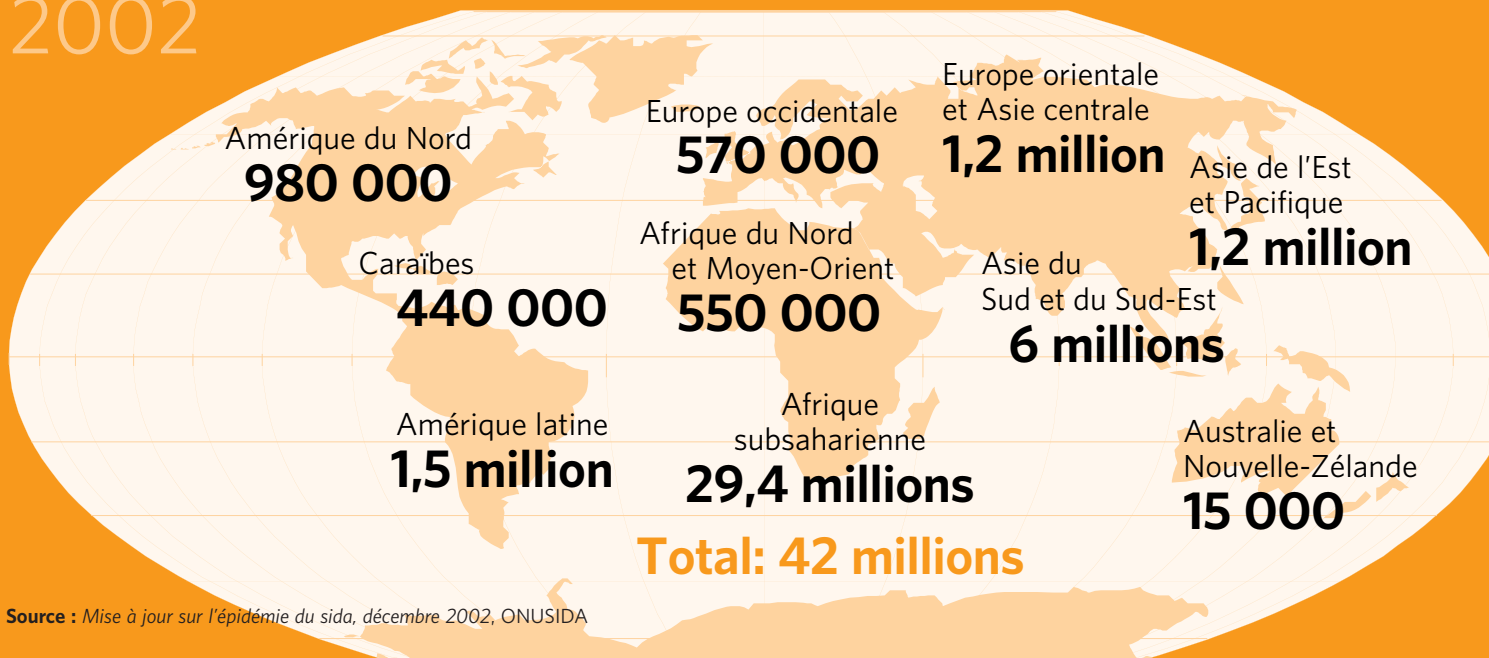 2002
Amérique du Nord
980 000
Europe occidentale
570 000
Europe orientale
et Asie centrale
1,2 million
Asie de l'Est
et Pacifique
1,2 million
Caraïbes
440 000
Afrique du Nord
et Moyen-Orient
550 000
Asie du
Sud et du Sud-Est
6 millions
Amérique latine
1,5 million
Afrique
subsaharienne
29,4 millions
Australie et
Nouvelle-Zélande
15 000
Total: 42 millions
Source : Mise à jour sur l'épidémie du sida, décembre 2002, ONUSIDA